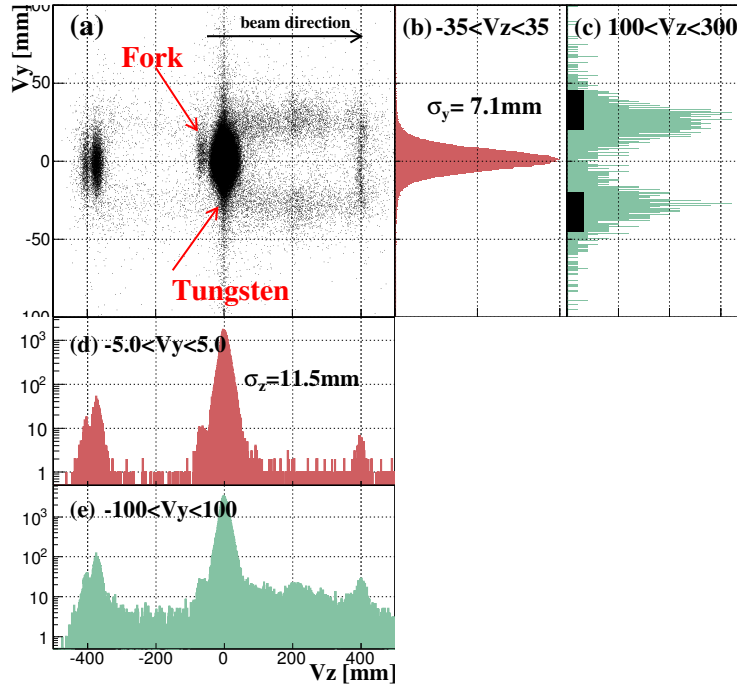 Vy [mm]
100
50
0
-50
-100
(a)
beam direction
Fork
Tungsten
(b) -35<Vz<35
σy= 7.1mm
(c) 100<Vz<300
10³
10²
10
1
(d) -5.0<Vy<5.0
σz=11.5mm
10³
10²
10
1
(e) -100<Vy<100
-400 -200 0 200 400
Vz [mm]